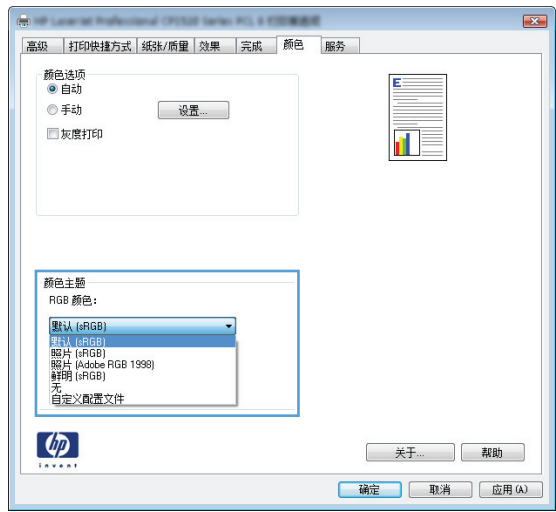 高级 打印快捷方式 纸张/质量 效果 完成 颜色 服务
颜色选项
自动
手动 设置...
灰度打印
E
颜色主题
RGB 颜色:
默认 (sRGB)
默认 (sRGB)
照片 (sRGB)
照片 (Adobe RGB 1998)
鲜明 (sRGB)
无
自定义配置文件
hp
invent
关于... 帮助
确定 取消 应用 (A)